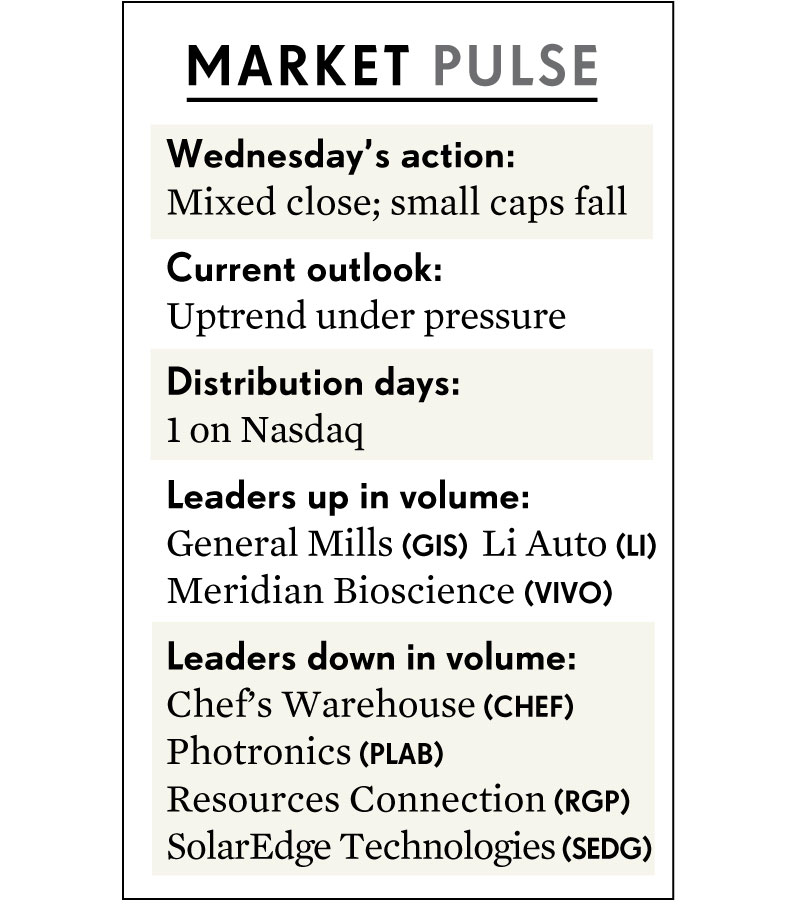 MARKET PULSE
Wednesday’s action:
Mixed close; small caps fall
Current outlook:
Uptrend under pressure
Distribution days:
1 on Nasdaq
Leaders up in volume:
General Mills (GIS) Li Auto (LI)
Meridian Bioscience (VIVO)
Leaders down in volume:
Chef’s Warehouse (CHEF)
Photronics (PLAB)
Resources Connection (RGP)
SolarEdge Technologies (SEDG)